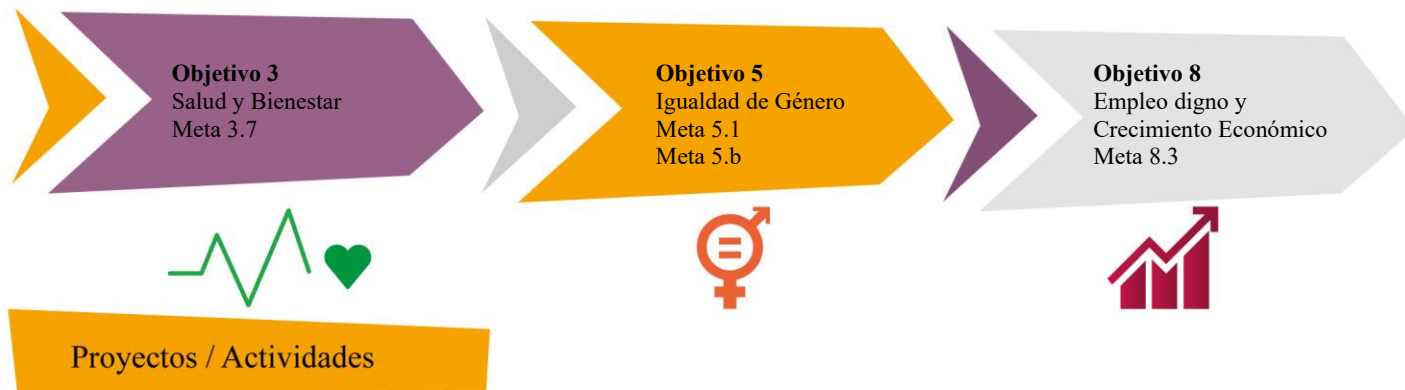 Objetivo 3
Salud y Bienestar
Meta 3.7
Objetivo 5
Igualdad de Género
Meta 5.1
Meta 5.b
Objetivo 8
Empleo digno y
Crecimiento Económico
Meta 8.3
Proyectos / Actividades